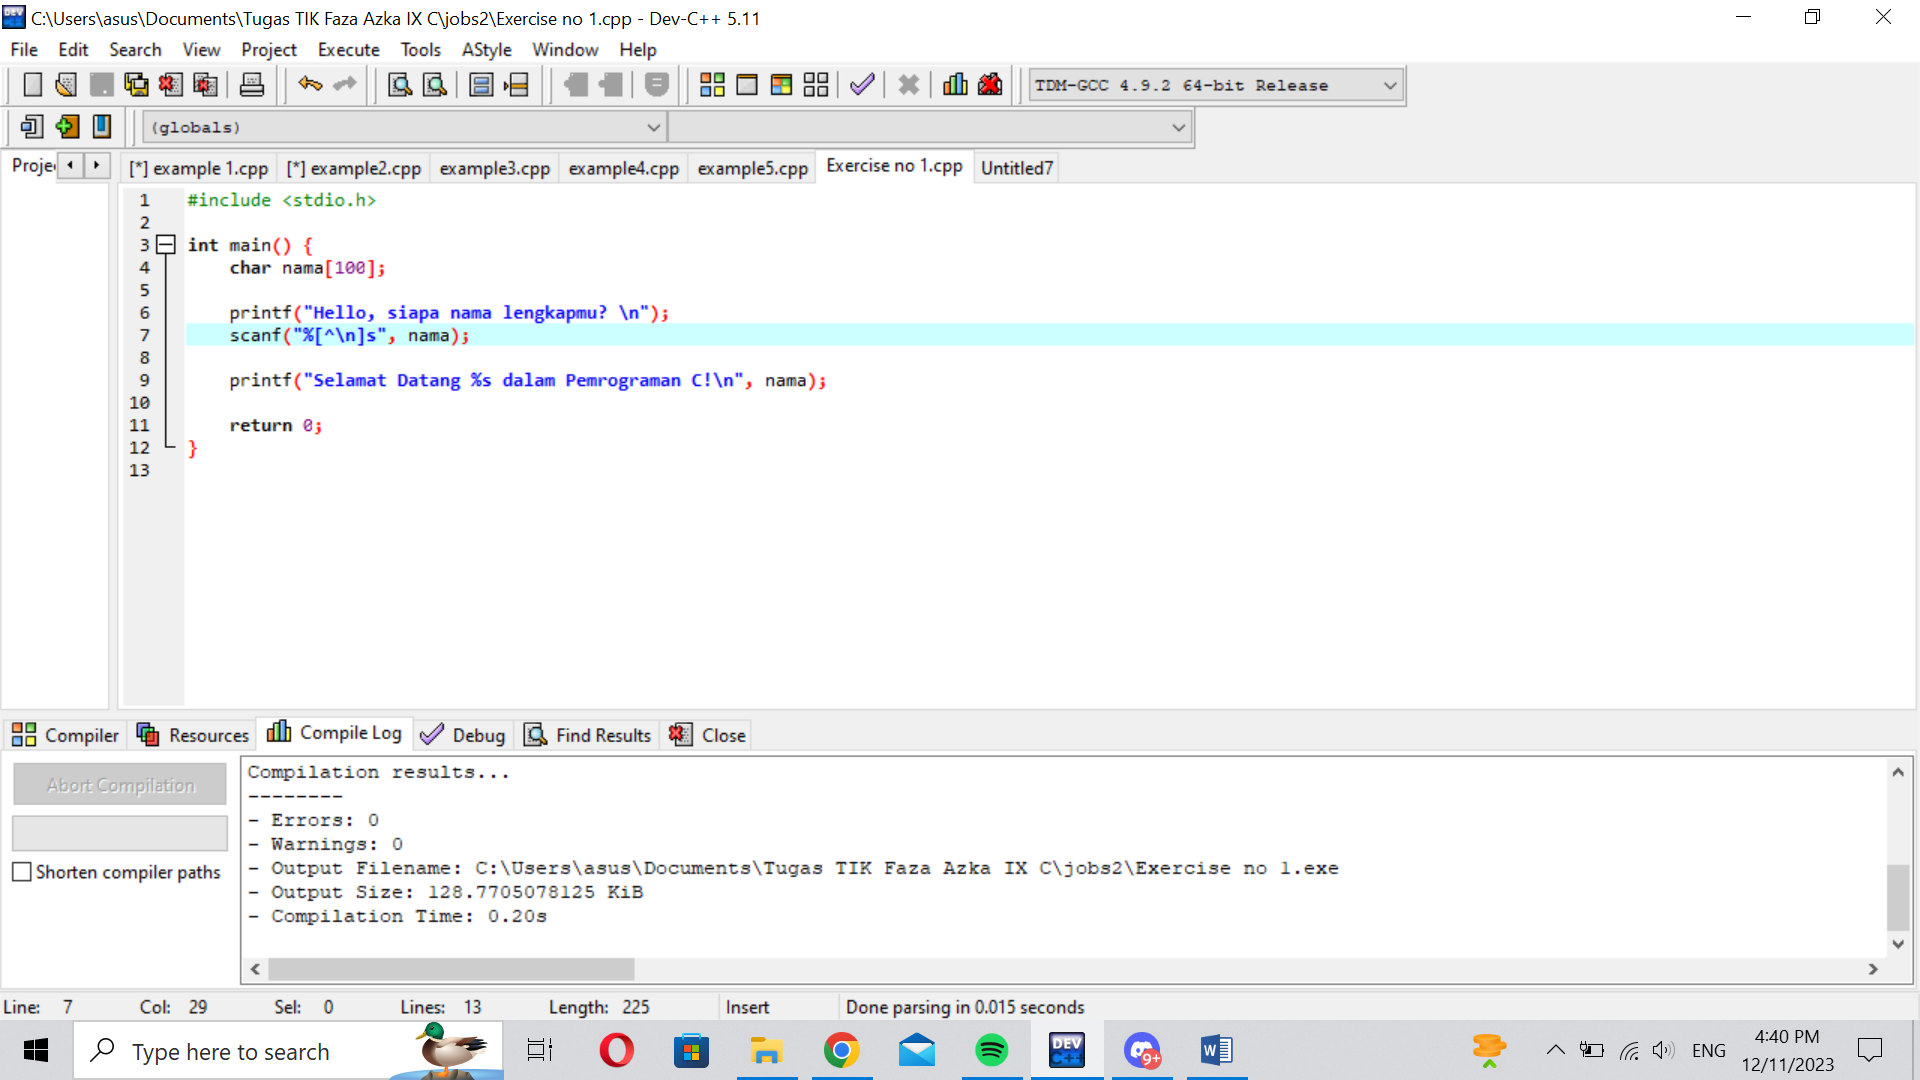 C:\Users\asus\Documents\Tugas TIK Faza Azka IX C\jobs2\Exercise no 1.cpp - Dev-C++ 5.11
File Edit Search View Project Execute Tools AStyle Window Help
TDM-GCC 4.9.2 64-bit Release
(globals)
[*] example 1.cpp [*] example2.cpp example3.cpp example4.cpp example5.cpp Exercise no 1.cpp Untitled7
1 #include <stdio.h>
2
3 int main() {
4 char nama[100];
5
6 printf("Hello, siapa nama lengkapmu? \n");
7 scanf("%[^\n]s", nama);
8
9 printf("Selamat Datang %s dalam Pemrograman C!\n", nama);
10
11 return 0;
12 }
13
Compiler Resources Compile Log Debug Find Results Close
Abort Compilation
Shorten compiler paths
Compilation results...
--------
- Errors: 0
- Warnings: 0
- Output Filename: C:\Users\asus\Documents\Tugas TIK Faza Azka IX C\jobs2\Exercise no 1.exe
- Output Size: 128.7705078125 KiB
- Compilation Time: 0.20s
Line: 7 Col: 29 Sel: 0 Lines: 13 Length: 225 Insert Done parsing in 0.015 seconds
Type here to search
DEV C++
9+
ENG
4:40 PM
12/11/2023